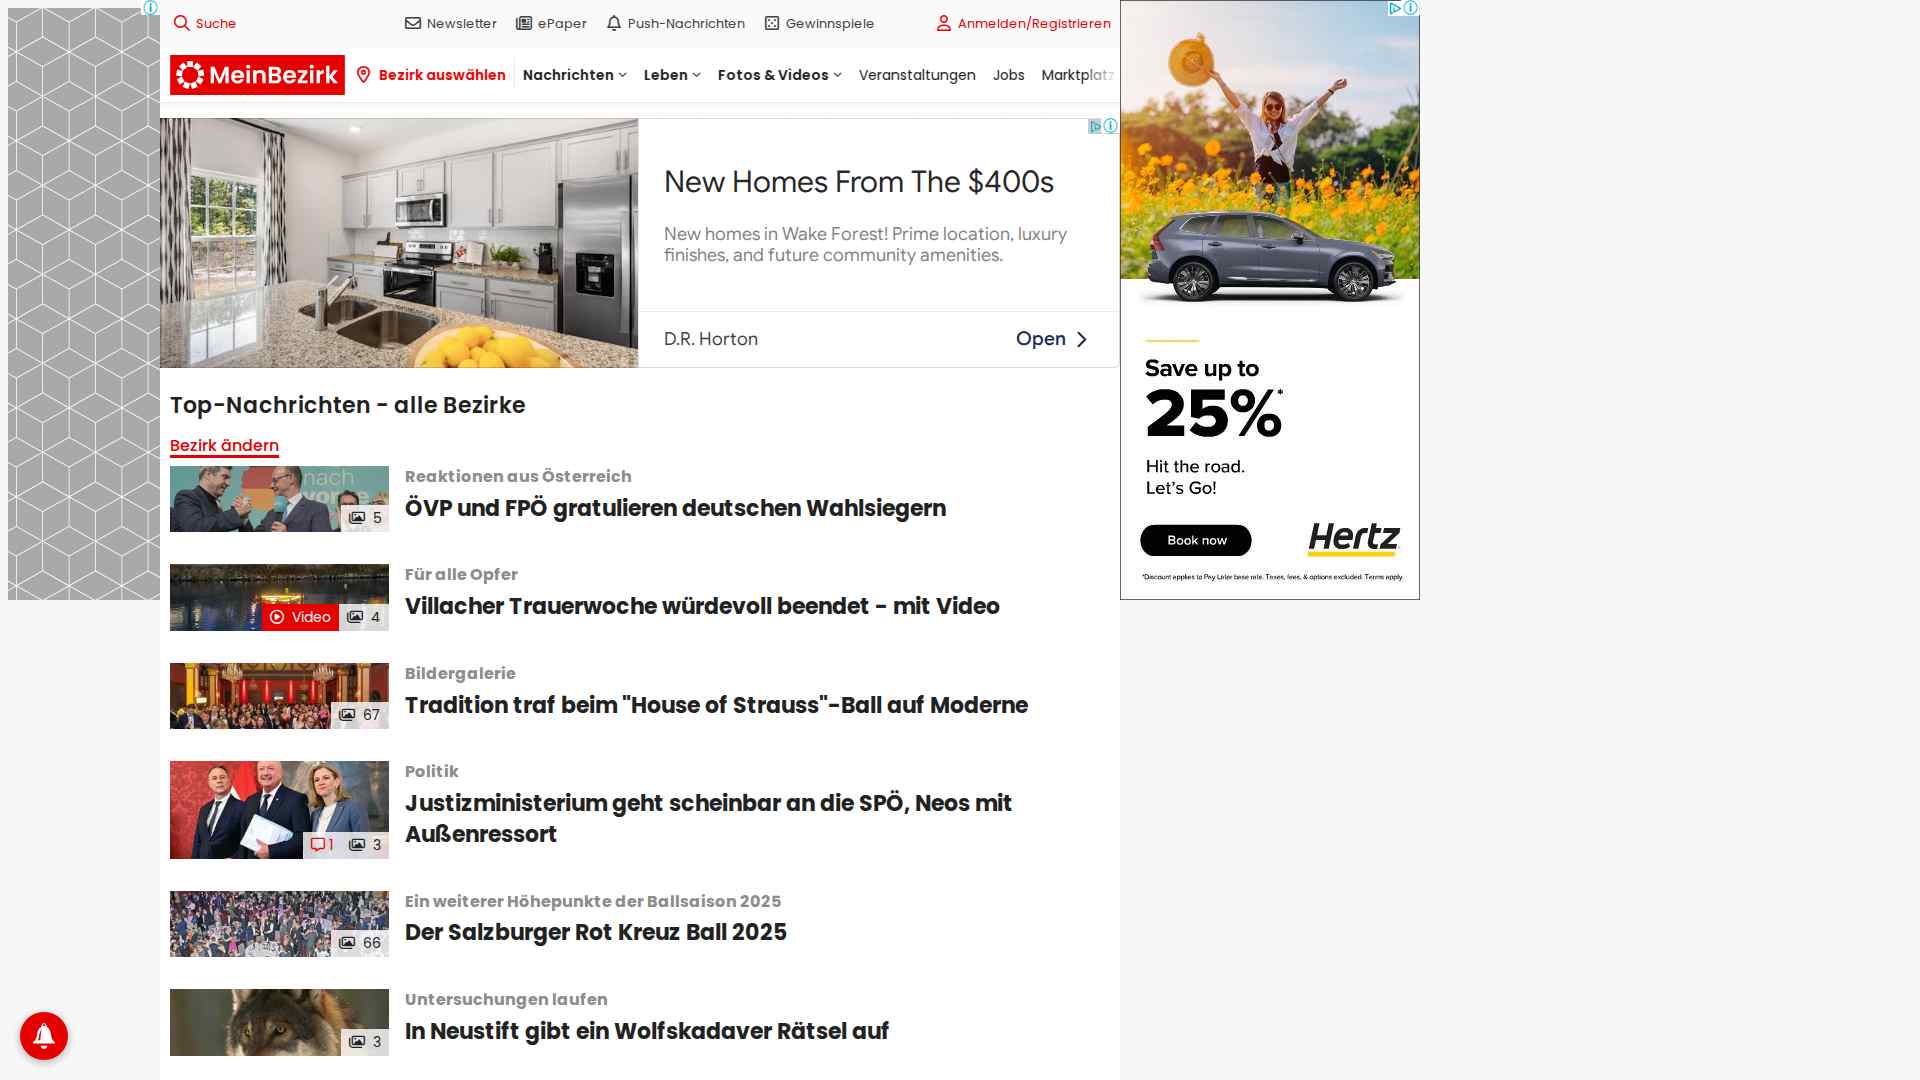 Suche
Newsletter
ePaper
Push-Nachrichten
Gewinnspiele
Anmelden/Registrieren
MeinBezirk
Bezirk auswählen
Nachrichten
Leben
Fotos & Videos
Veranstaltungen
Jobs
Marktplatz
New Homes From The $400s
New homes in Wake Forest! Prime location, luxury
finishes, and future community amenities.
D.R. Horton
Open
Save up to
25%*
Hit the road.
Let's Go!
Book now
Hertz
*Discount applies to Pay Later base rate. Taxes, fees, & options excluded. Terms apply.
Top-Nachrichten - alle Bezirke
Bezirk ändern
nach
5
Reaktionen aus Österreich
ÖVP und FPÖ gratulieren deutschen Wahlsiegern
Video
4
Für alle Opfer
Villacher Trauerwoche würdevoll beendet - mit Video
67
Bildergalerie
Tradition traf beim "House of Strauss"-Ball auf Moderne
1
3
Politik
Justizministerium geht scheinbar an die SPÖ, Neos mit
Außenressort
66
Ein weiterer Höhepunkte der Ballsaison 2025
Der Salzburger Rot Kreuz Ball 2025
3
Untersuchungen laufen
In Neustift gibt ein Wolfskadaver Rätsel auf